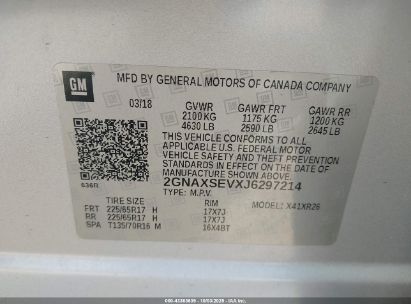 GM
MFD BY GENERAL MOTORS OF CANADA COMPANY
03/18 GVWR GAWR FRT GAWR RR
2100KG 1175 KG 1200 KG
4630 LB 2590 LB 2645 LB
THIS VEHICLE CONFORMS TO ALL
APPLICABLE U.S. FEDERAL MOTOR
VEHICLE SAFETY AND THEFT PREVENTION
STANDARDS IN EFFECT ON THE DATE OF
MANUFACTURE SHOWN ABOVE.
2GNAXSEVXJ6297214
TYPE: M.P.V.
TIRE SIZE RIM MODEL: X41XR26
FRT 225/65R17 H 17X7J
RR 225/65R17 H 17X7J
SPA T135/70R16 M 16X4BT